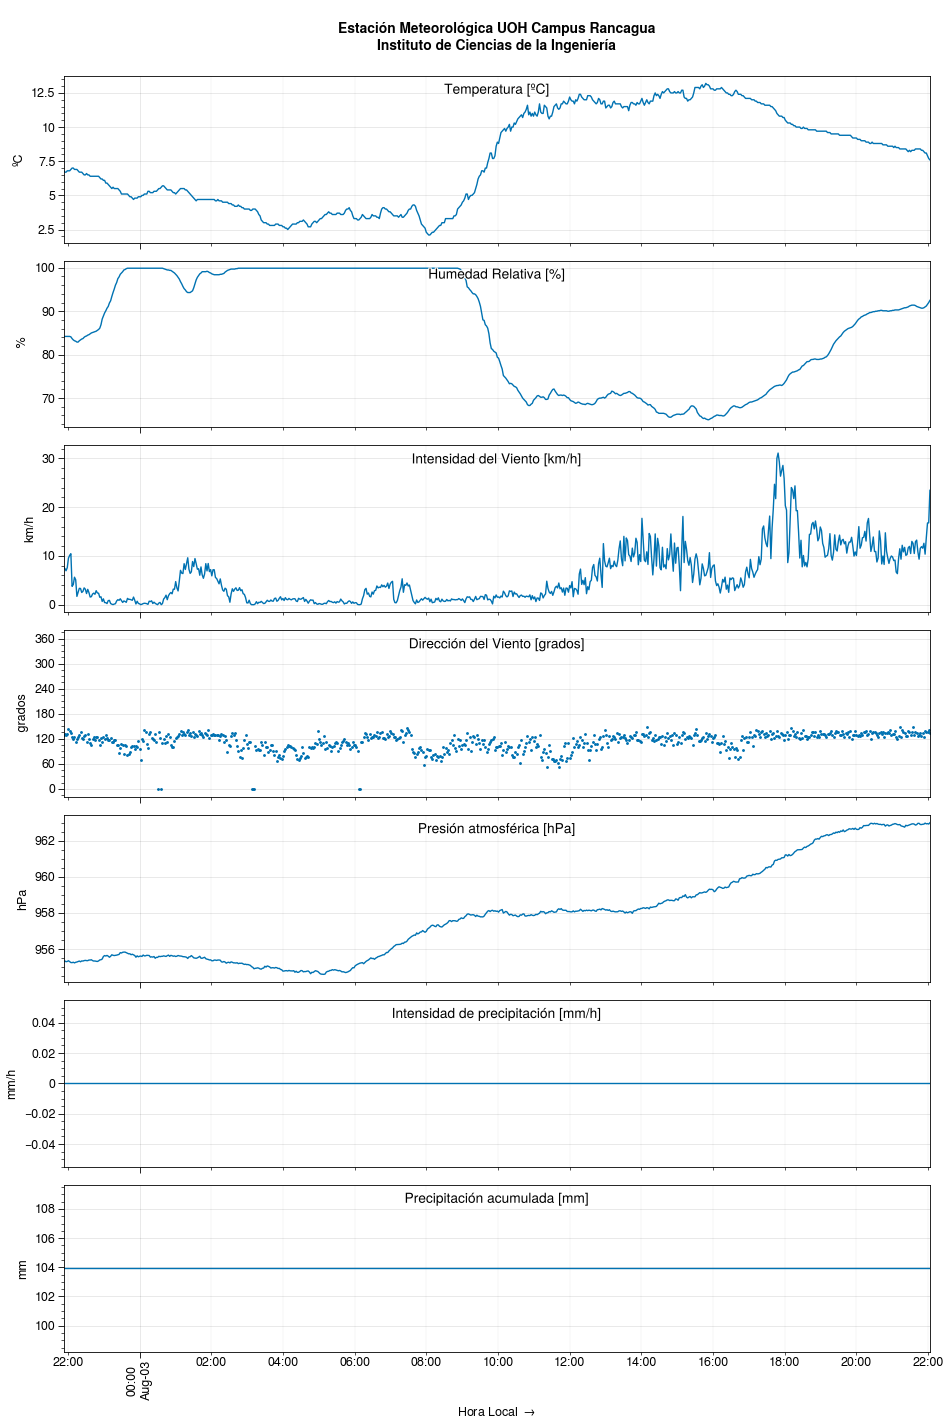 Estación Meteorológica UOH Campus Rancagua
Instituto de Ciencias de la Ingeniería
Temperatura [ºC]
ºC
12.5
10
7.5
5
2.5
Humedad Relativa [%]
%
100
90
80
70
Intensidad del Viento [km/h]
km/h
30
20
10
0
Dirección del Viento [grados]
grados
360
300
240
180
120
60
0
Presión atmosférica [hPa]
hPa
962
960
958
956
Intensidad de precipitación [mm/h]
mm/h
0.04
0.02
0
−0.02
−0.04
Precipitación acumulada [mm]
mm
108
106
104
102
100
22:00
00:00
Aug-03
02:00
04:00
06:00
08:00
10:00
12:00
14:00
16:00
18:00
20:00
22:00
Hora Local →